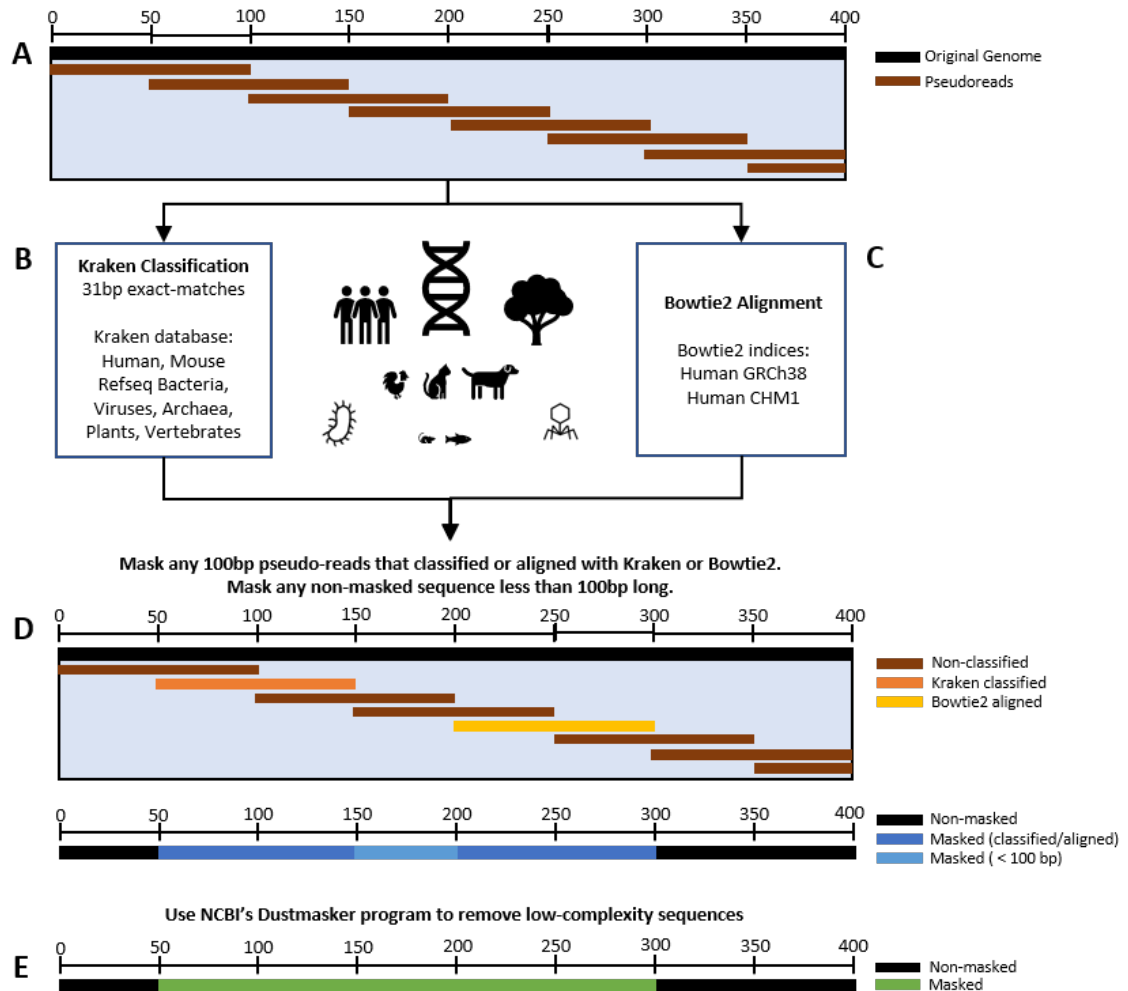 0 50 100 150 200 250 300 350 400
A
Original Genome
Pseudoreads
B
Kraken Classification
31bp exact-matches
Kraken database:
Human, Mouse
Refseq Bacteria,
Viruses, Archaea,
Plants, Vertebrates
Bowtie2 Alignment
Bowtie2 indices:
Human GRCh38
Human CHM1
C
Mask any 100bp pseudo-reads that classified or aligned with Kraken or Bowtie2.
Mask any non-masked sequence less than 100bp long.
D
0 50 100 150 200 250 300 350 400
Non-classified
Kraken classified
Bowtie2 aligned
0 50 100 150 200 250 300 350 400
Non-masked
Masked (classified/aligned)
Masked ( < 100 bp)
Use NCBI's Dustmasker program to remove low-complexity sequences
0 50 100 150 200 250 300 350 400
E
Non-masked
Masked